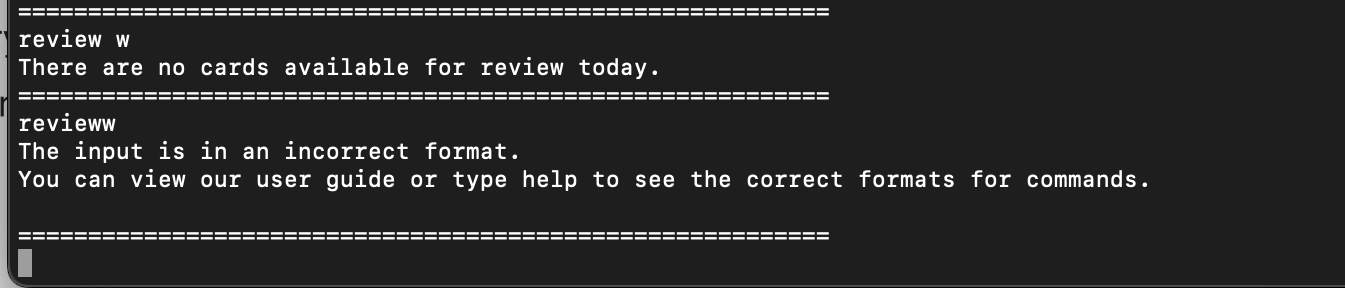 ==========================================================
review w
There are no cards available for review today.
==========================================================
revieww
The input is in an incorrect format.
You can view our user guide or type help to see the correct formats for commands.
==========================================================